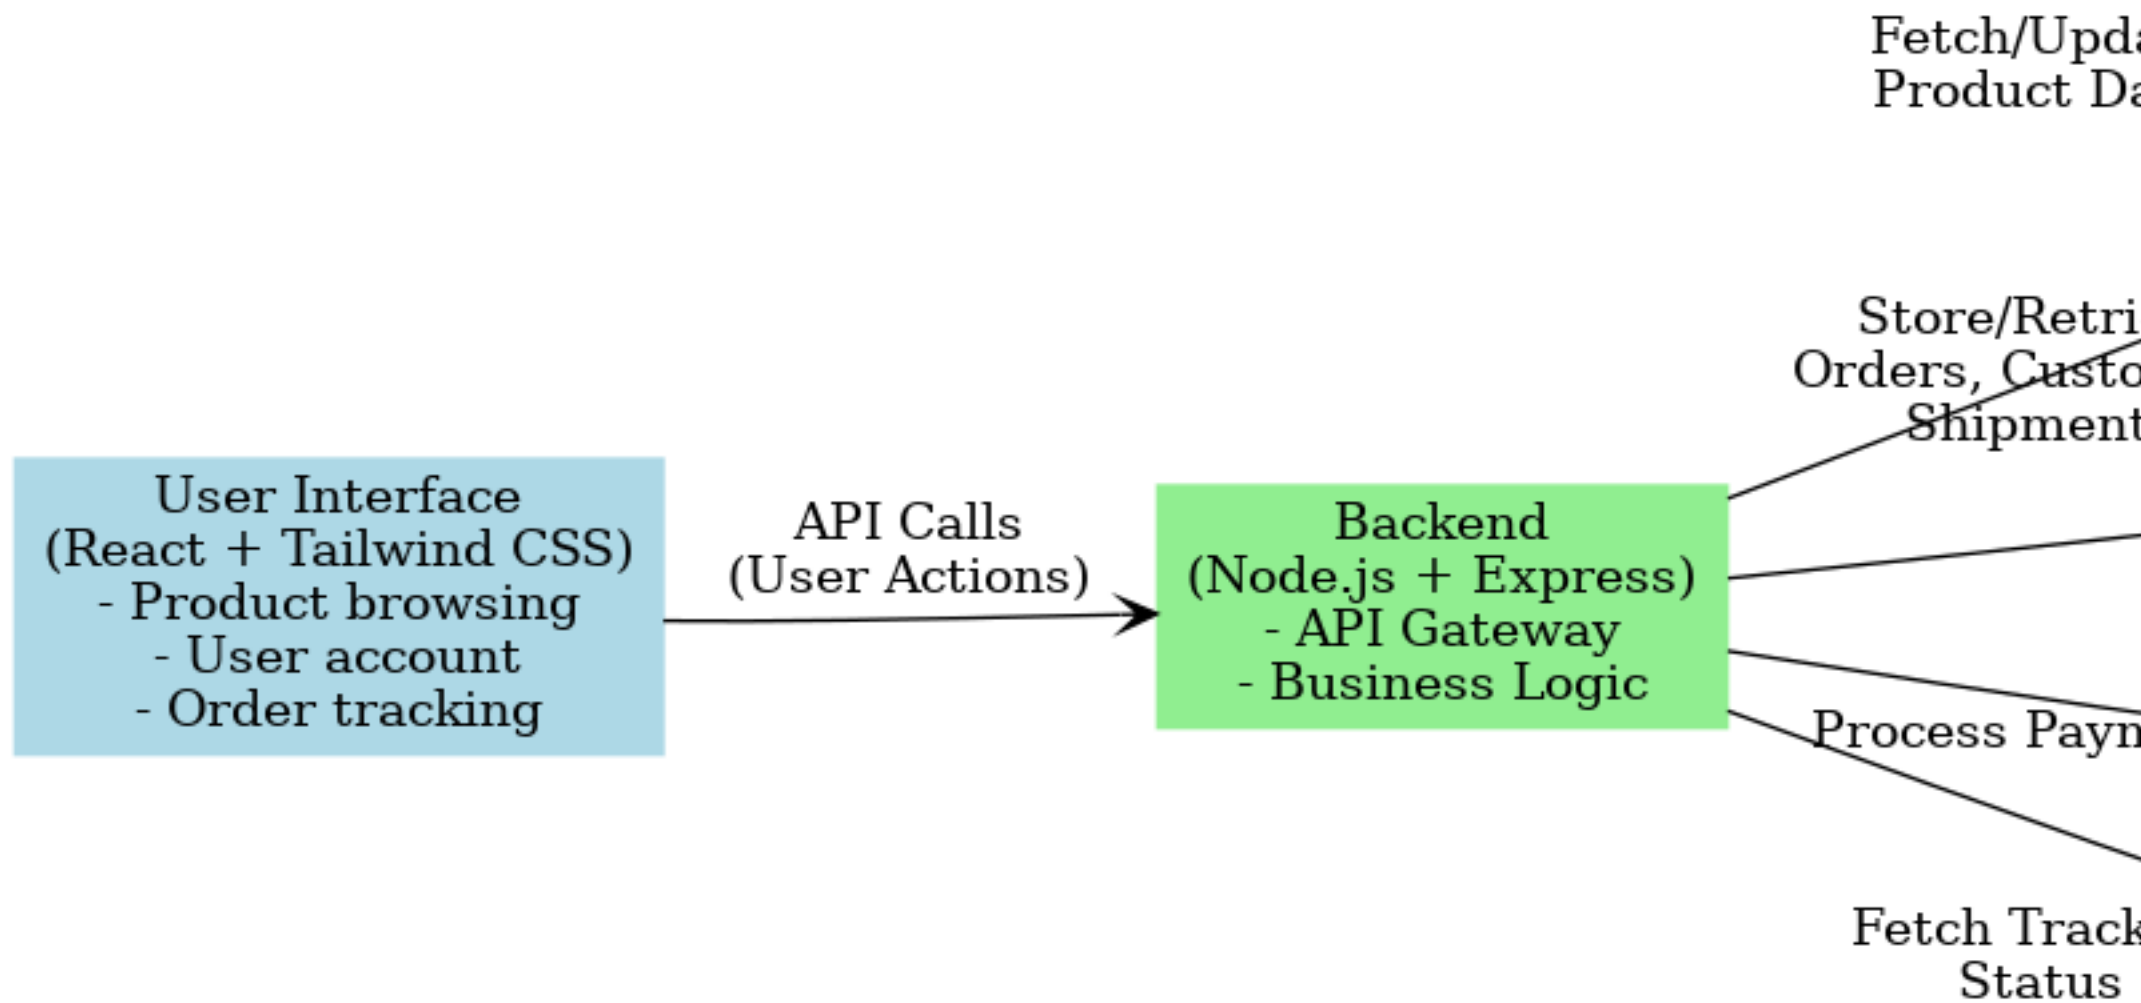 User Interface
(React + Tailwind CSS)
- Product browsing
- User account
- Order tracking
API Calls
(User Actions)
Backend
(Node.js + Express)
- API Gateway
- Business Logic
Fetch/Upda
Product Da
Store/Retri
Orders, Custo
Shipment
Process Payn
Fetch Track
Status